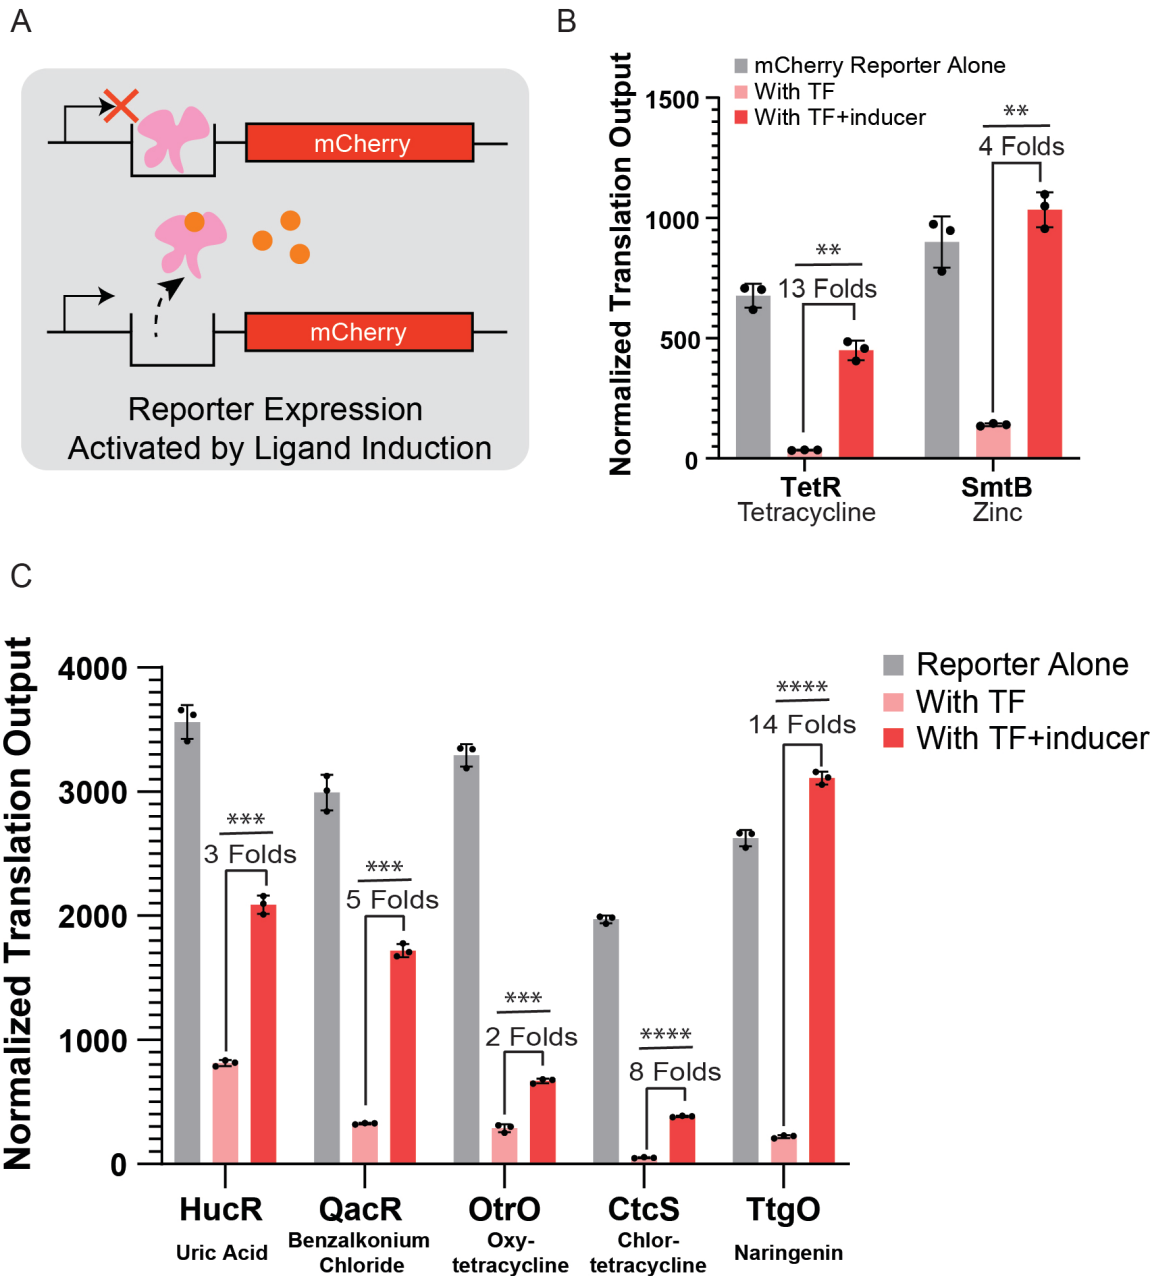 A
mCherry
mCherry
Reporter Expression
Activated by Ligand Induction
B
Normalized Translation Output
mCherry Reporter Alone
With TF
With TF+inducer
1500
1000
500
0
**
13 Folds
**
4 Folds
TetR
Tetracycline
SmtB
Zinc
C
Normalized Translation Output
4000
3000
2000
1000
0
Reporter Alone
With TF
With TF+inducer
***
3 Folds
***
5 Folds
***
2 Folds
****
8 Folds
****
14 Folds
HucR
Uric Acid
QacR
Benzalkonium
Chloride
OtrO
Oxy-
tetracycline
CtcS
Chlor-
tetracycline
TtgO
Naringenin